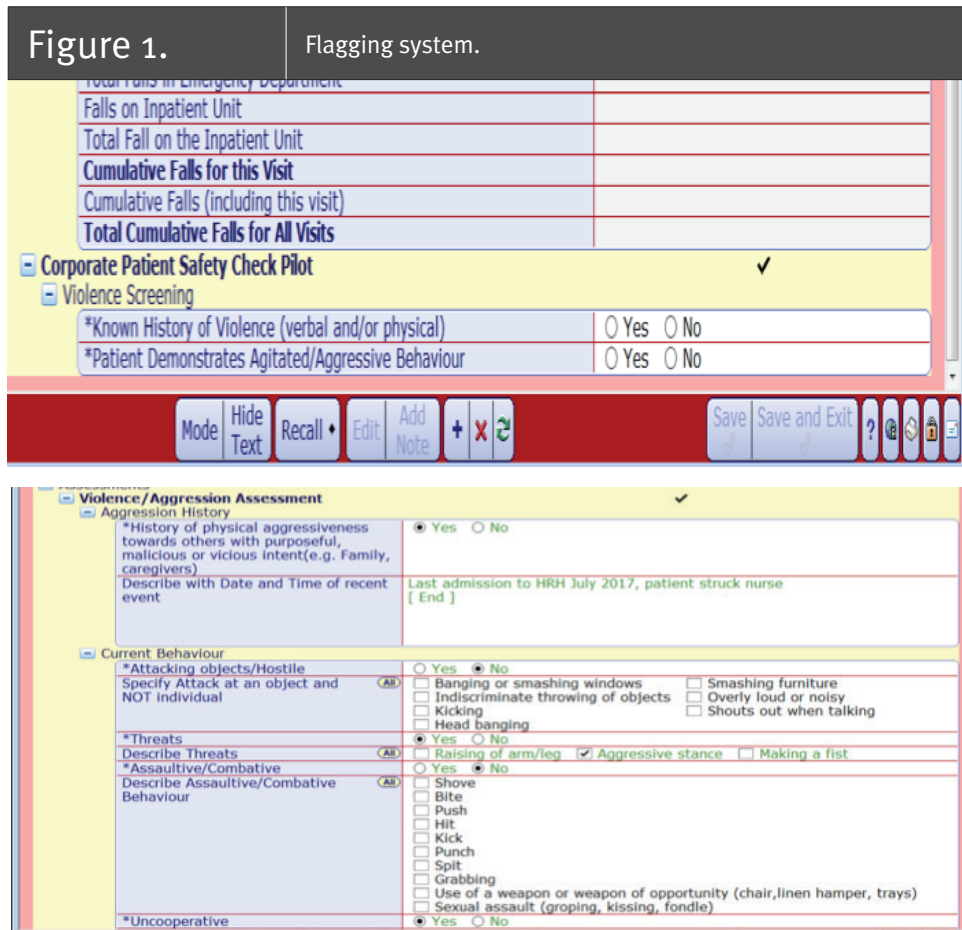 Figure 1.
Flagging system.
Total Falls in Emergency Department
Falls on Inpatient Unit
Total Fall on the Inpatient Unit
Cumulative Falls for this Visit
Cumulative Falls (including this visit)
Total Cumulative Falls for All Visits
Corporate Patient Safety Check Pilot
Violence Screening
*Known History of Violence (verbal and/or physical) Yes No
*Patient Demonstrates Agitated/Aggressive Behaviour Yes No
Mode
Hide
Text
Recall
Edit
Add
Note
Save
Save and Exit
?
Assessments
Violence/Aggression Assessment
Aggression History
*History of physical aggressiveness Yes No
towards others with purposeful,
malicious or vicious intent(e.g. Family,
caregivers)
Describe with Date and Time of recent
event
Last admission to HRH July 2017, patient struck nurse
[ End ]
Current Behaviour
*Attacking objects/Hostile Yes No
Specify Attack at an object and
NOT individual
All
Banging or smashing windows
Indiscriminate throwing of objects
Kicking
Head banging
Smashing furniture
Overly loud or noisy
Shouts out when talking
*Threats Yes No
Describe Threats All Raising of arm/leg Aggressive stance Making a fist
*Assaultive/Combative Yes No
Describe Assaultive/Combative
Behaviour
All
Shove
Bite
Push
Hit
Kick
Punch
Spit
Grabbing
Use of a weapon or weapon of opportunity (chair,linen hamper, trays)
Sexual assault (groping, kissing, fondle)
*Uncooperative Yes No